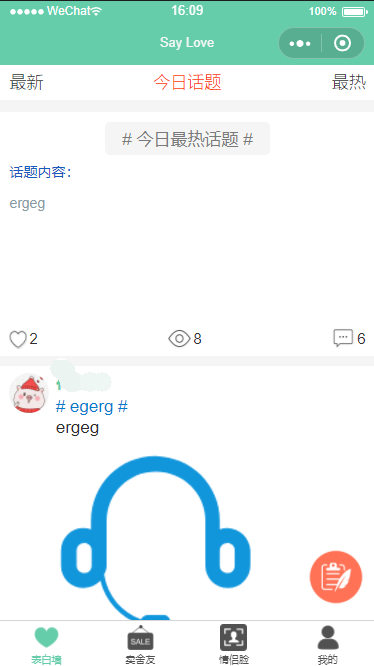 WeChat 16:09 100%
Say Love
最新 今日话题 最热
# 今日最热话题 #
话题内容:
ergeg
2 8 6
# egerg #
ergeg
SALE
表白墙 卖舍友 情侣脸 我的